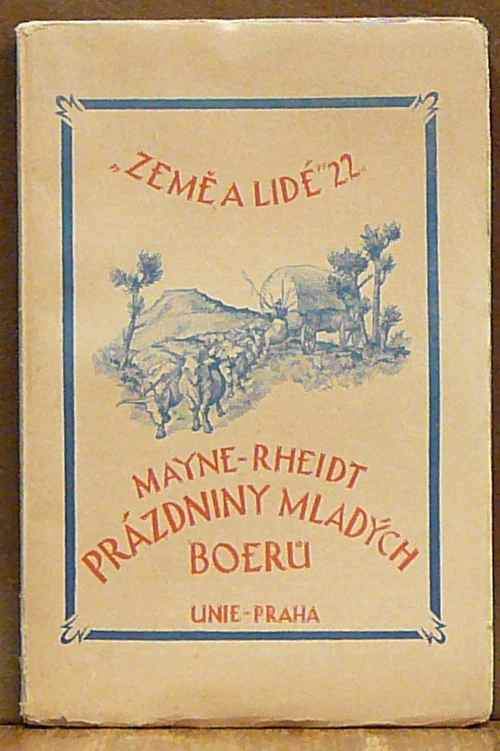 „ZEMĚ A LIDÉ" 22.
MAYNE-RHEIDT
PRÁZDNINY MLADÝCH
BOERŮ
UNIE-PRAHA